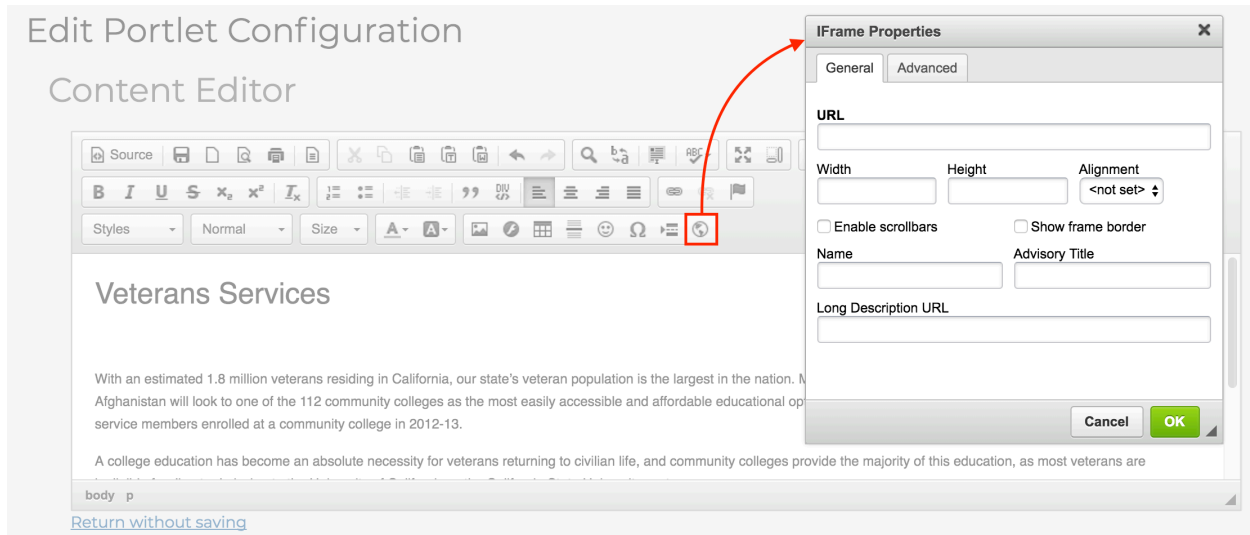 Edit Portlet Configuration
Content Editor
Source
ABC
B I U S x₂ x² Tx
DIV
Styles Normal Size A A Ω
Veterans Services
With an estimated 1.8 million veterans residing in California, our state’s veteran population is the largest in the nation.
Afghanistan will look to one of the 112 community colleges as the most easily accessible and affordable educational
service members enrolled at a community college in 2012-13.
A college education has become an absolute necessity for veterans returning to civilian life, and community colleges provide the majority of this education, as most veterans are
body p
Return without saving
IFrame Properties
General Advanced
URL
Width Height Alignment
<not set>
Enable scrollbars Show frame border
Name Advisory Title
Long Description URL
Cancel OK